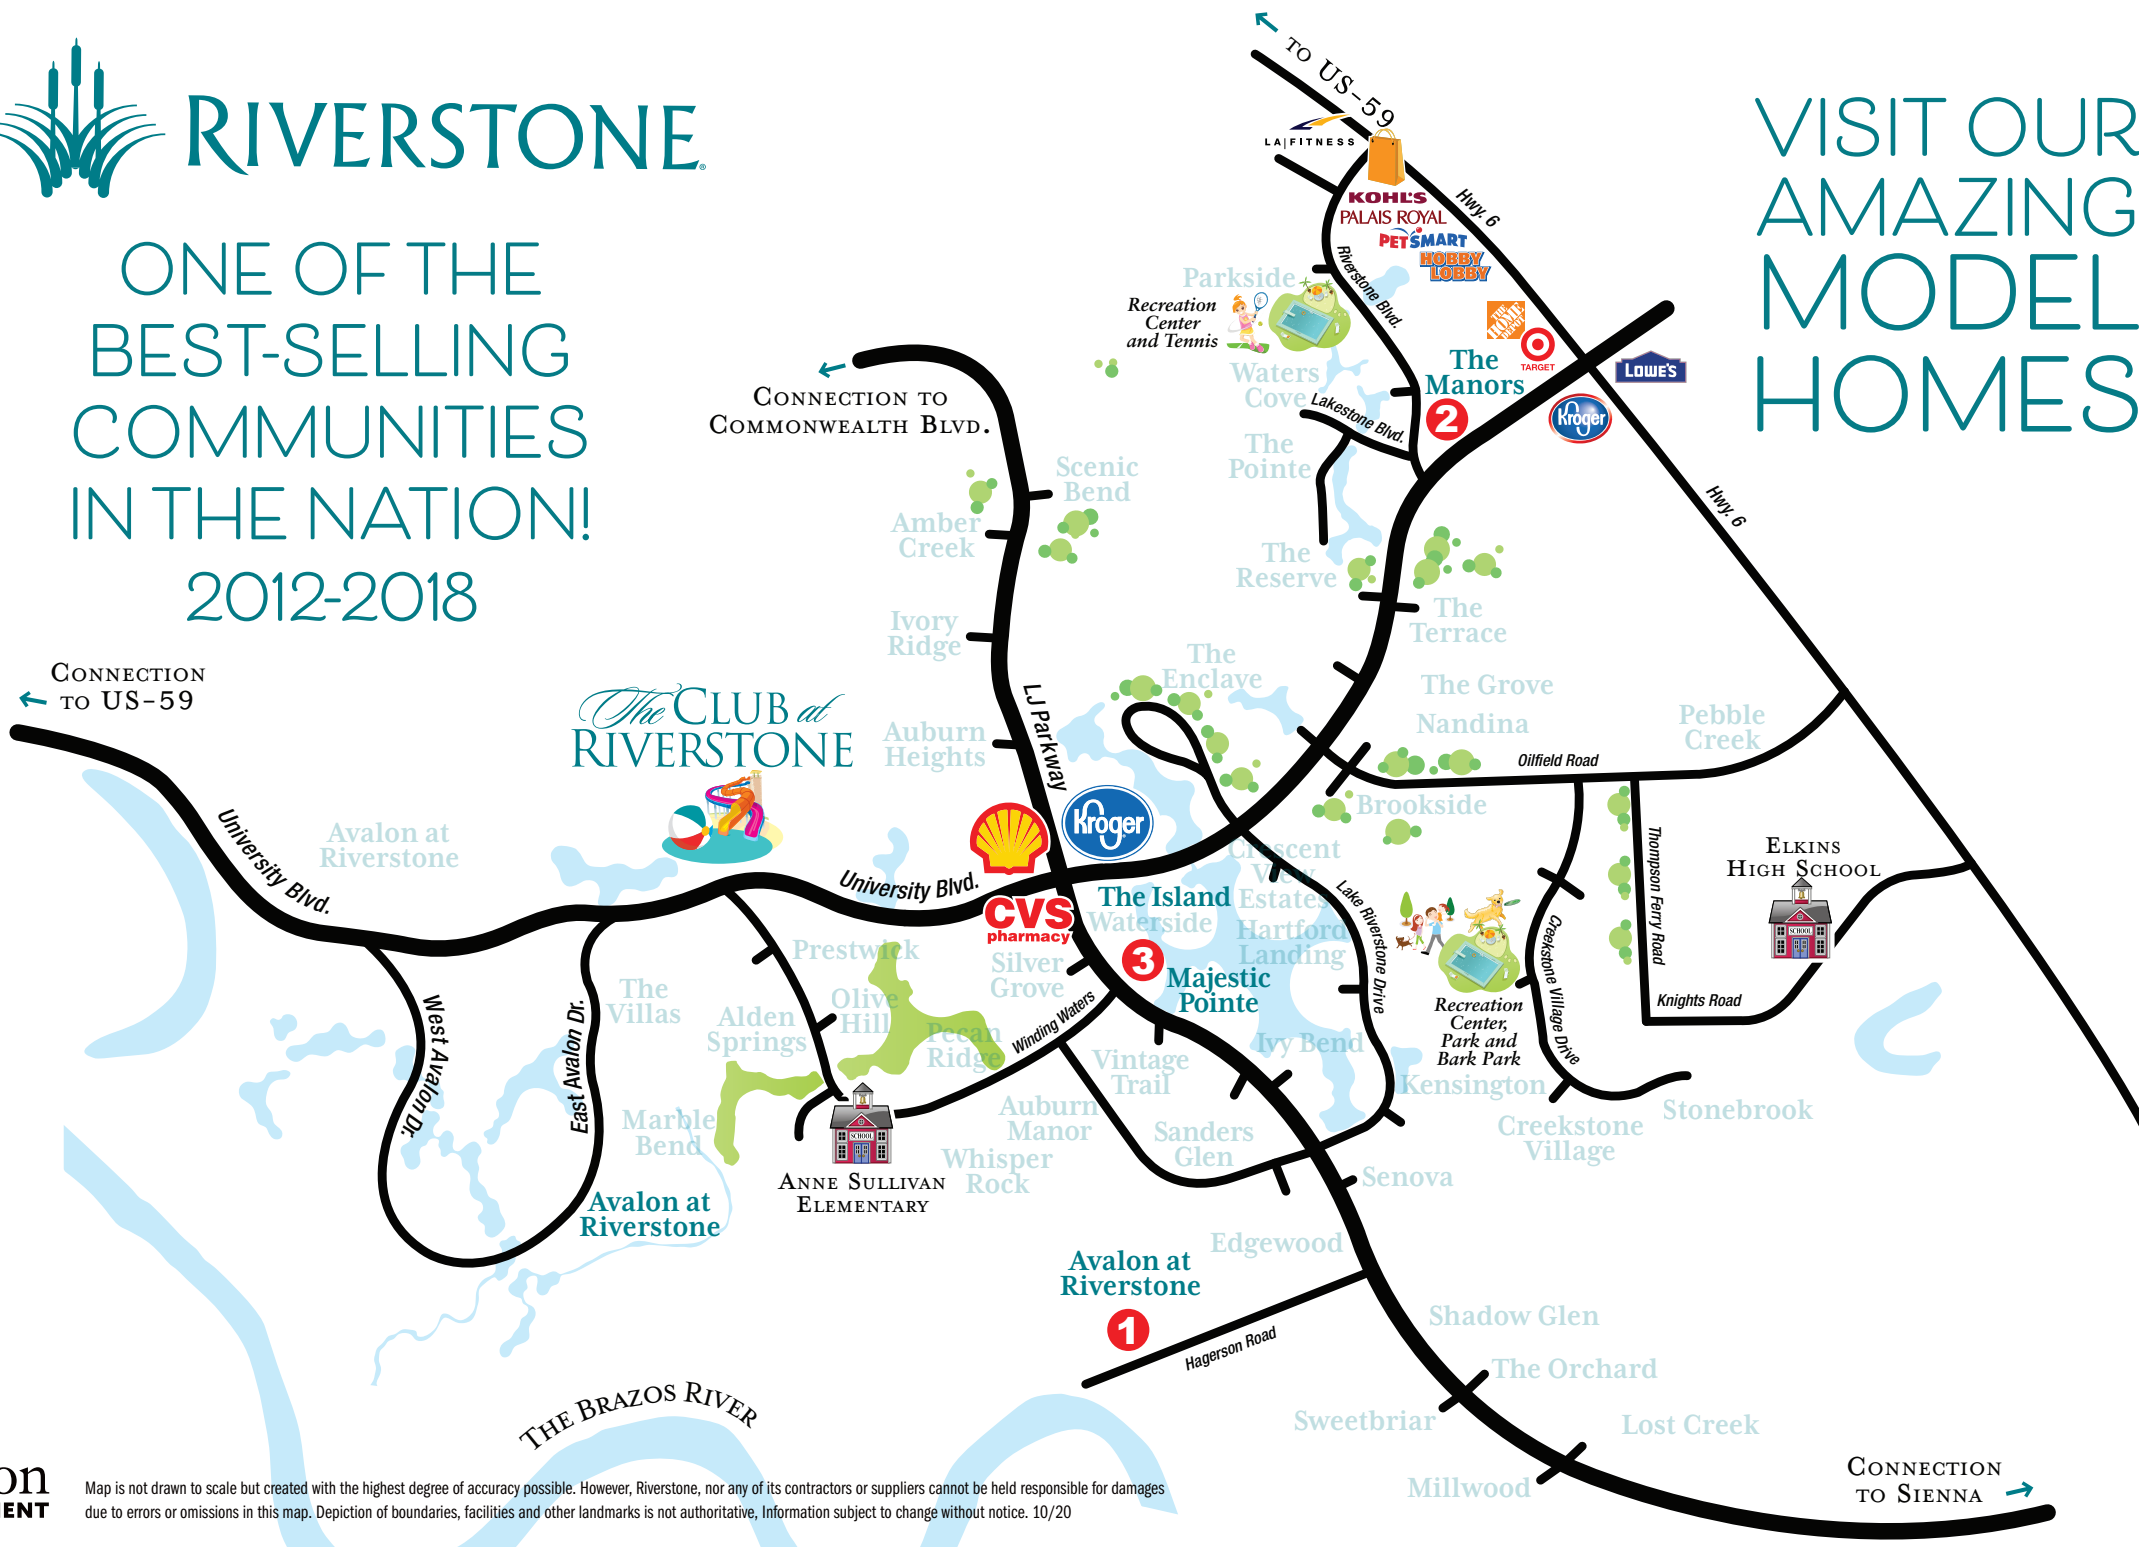 RIVERSTONE
ONE OF THE
BEST-SELLING
COMMUNITIES
IN THE NATION!
2012-2018
VISIT OUR
AMAZING
MODEL
HOMES
TO US-59
LA|FITNESS
KOHL'S
PALAIS ROYAL
PETSMART
HOBBY
LOBBY
Hwy. 6
Riverstone Blvd.
Parkside
Recreation
Center
and Tennis
THE
HOME
DEPOT
TARGET
LOWE'S
Kroger
The
Manors
2
Waters
Cove
Lakestone Blvd.
The
Pointe
CONNECTION TO
COMMONWEALTH BLVD.
Scenic
Bend
Amber
Creek
Hwy. 6
The
Reserve
The
Terrace
Ivory
Ridge
The
Enclave
The Grove
Nandina
Pebble
Creek
Oilfield Road
CONNECTION
TO US-59
The CLUB at
RIVERSTONE
Auburn
Heights
LJ Parkway
Kroger
Brookside
University Blvd.
Avalon at
Riverstone
University Blvd.
CVS
pharmacy
The Island
Waterside
Crescent
View
Estates
Hartford
Landing
Lake Riverstone Drive
Thompson Ferry Road
ELKINS
HIGH SCHOOL
SCHOOL
Creekstone Village Drive
Recreation
Center,
Park and
Bark Park
Knights Road
3
Majestic
Pointe
Prestwick
Silver
Grove
The
Villas
Alden
Springs
Olive
Hill
Pecan
Ridge
Winding Waters
West Avalon Dr.
East Avalon Dr.
Vintage
Trail
Ivy Bend
Kensington
Marble
Bend
Auburn
Manor
Sanders
Glen
Creekstone
Village
Stonebrook
SCHOOL
ANNE SULLIVAN
ELEMENTARY
Whisper
Rock
Senova
Avalon at
Riverstone
Edgewood
Avalon at
Riverstone
1
Hagerson Road
Shadow Glen
The Orchard
Sweetbriar
Lost Creek
Millwood
THE BRAZOS RIVER
CONNECTION
TO SIENNA
on
ENT
Map is not drawn to scale but created with the highest degree of accuracy possible. However, Riverstone, nor any of its contractors or suppliers cannot be held responsible for damages
due to errors or omissions in this map. Depiction of boundaries, facilities and other landmarks is not authoritative, Information subject to change without notice. 10/20